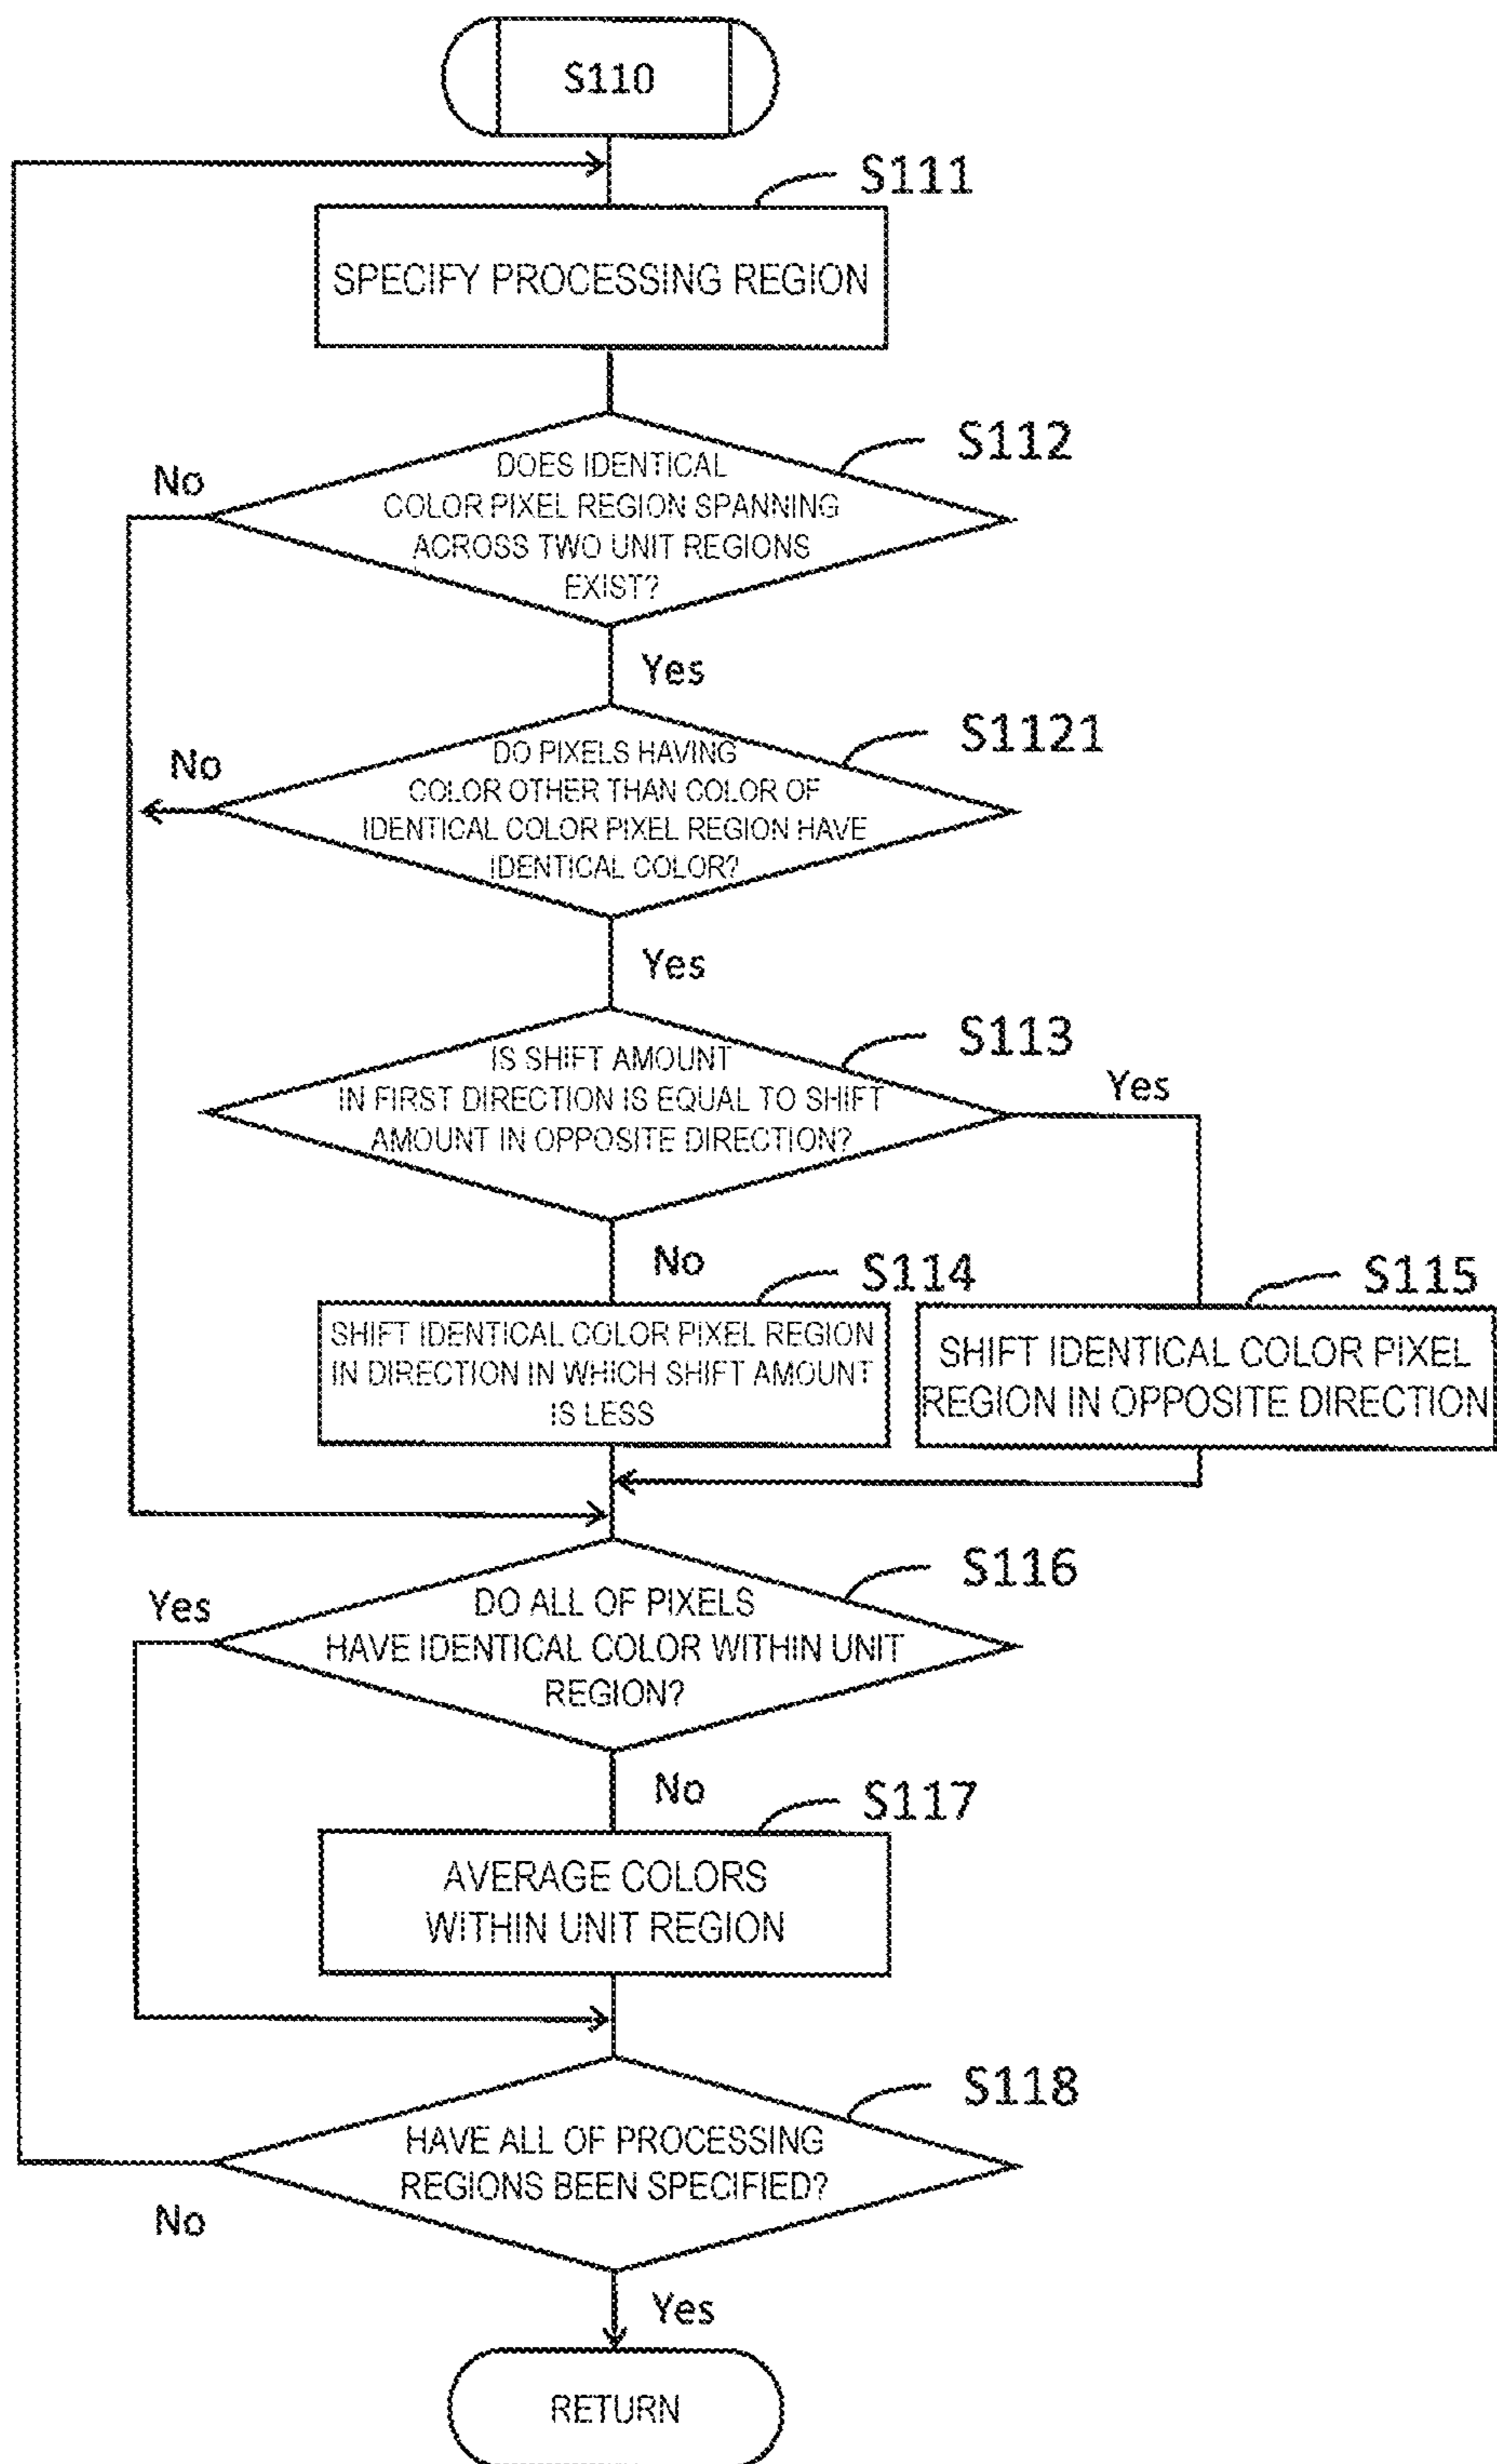 S110
S111
SPECIFY PROCESSING REGION
S112
No
DOES IDENTICAL
COLOR PIXEL REGION SPANNING
ACROSS TWO UNIT REGIONS
EXIST?
Yes
S1121
No
DO PIXELS HAVING
COLOR OTHER THAN COLOR OF
IDENTICAL COLOR PIXEL REGION HAVE
IDENTICAL COLOR?
Yes
S113
IS SHIFT AMOUNT
IN FIRST DIRECTION IS EQUAL TO SHIFT
AMOUNT IN OPPOSITE DIRECTION?
Yes
No
S114
SHIFT IDENTICAL COLOR PIXEL REGION
IN DIRECTION IN WHICH SHIFT AMOUNT
IS LESS
S115
SHIFT IDENTICAL COLOR PIXEL
REGION IN OPPOSITE DIRECTION
S116
Yes
DO ALL OF PIXELS
HAVE IDENTICAL COLOR WITHIN UNIT
REGION?
No
S117
AVERAGE COLORS
WITHIN UNIT REGION
S118
HAVE ALL OF PROCESSING
REGIONS BEEN SPECIFIED?
No
Yes
RETURN